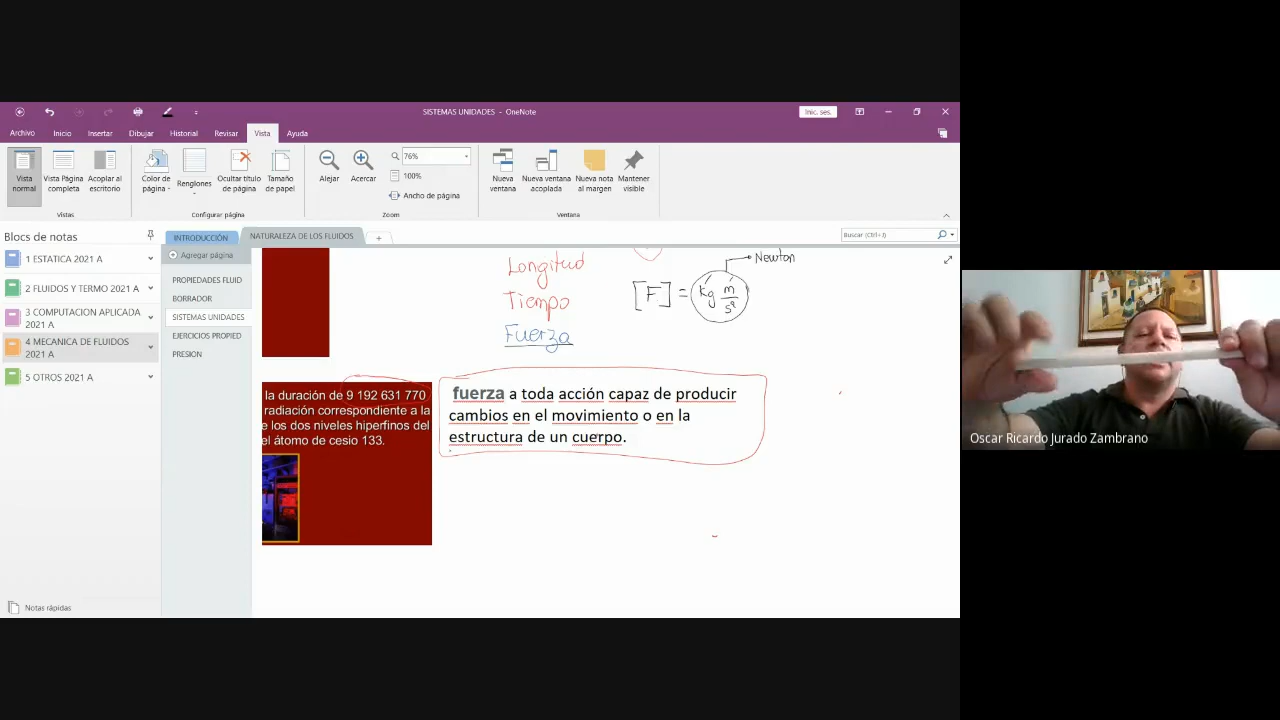 SISTEMAS UNIDADES - OneNote
Inic. ses.
Archivo Inicio Insertar Dibujar Historial Revisar Vista Ayuda
Vista normal
Vista Página completa
Acoplar al escritorio
Vistas
Color de página
Renglones
Ocultar título de página
Tamaño de papel
Configurar página
Alejar
Acercar
76%
100%
Ancho de página
Zoom
Nueva ventana
Nueva ventana acoplada
Nueva nota al margen
Mantener visible
Ventana
Blocs de notas
1 ESTATICA 2021 A
2 FLUIDOS Y TERMO 2021 A
3 COMPUTACION APLICADA
2021 A
4 MECANICA DE FLUIDOS
2021 A
5 OTROS 2021 A
Notas rápidas
INTRODUCCIÓN
NATURALEZA DE LOS FLUIDOS
+
Buscar (Ctrl+J)
Agregar página
PROPIEDADES FLUID
BORRADOR
SISTEMAS UNIDADES
EJERCICIOS PROPIED
PRESION
Longitud
Tiempo
Fuerza
[F] = kg m/s²
Newton
la duración de 9 192 631 770
radiación correspondiente a la
e los dos niveles hiperfinos del
el átomo de cesio 133.
fuerza a toda acción capaz de producir
cambios en el movimiento o en la
estructura de un cuerpo.
Oscar Ricardo Jurado Zambrano